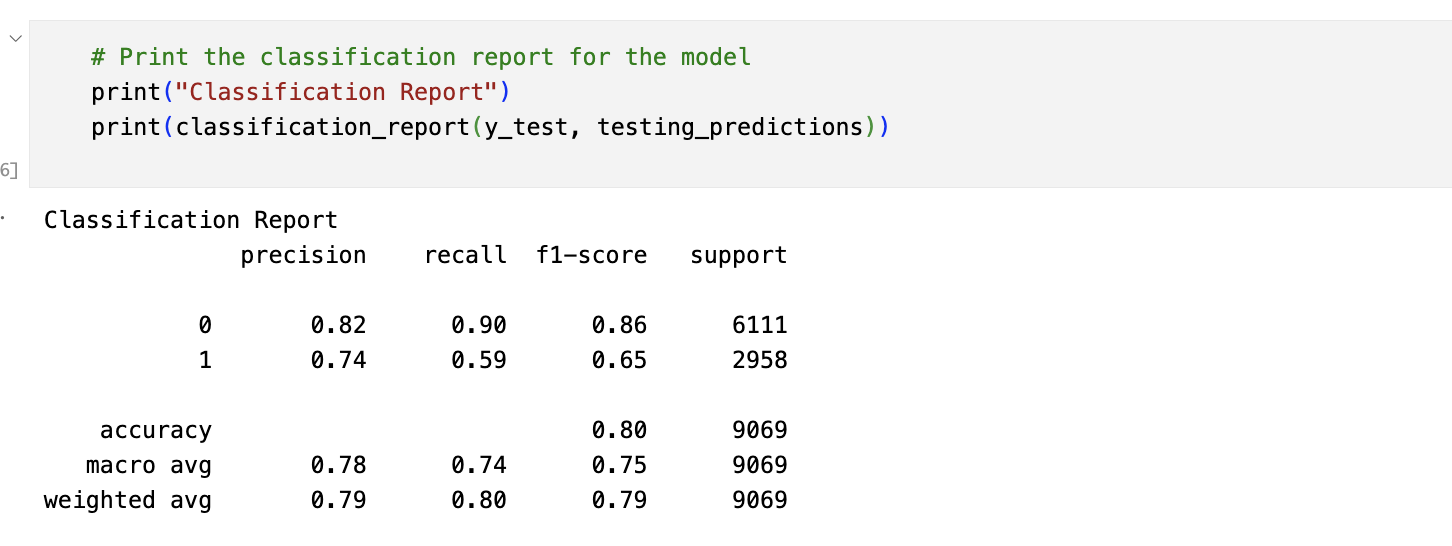 # Print the classification report for the model
print("Classification Report")
print(classification_report(y_test, testing_predictions))
6]
Classification Report
precision recall f1-score support
0 0.82 0.90 0.86 6111
1 0.74 0.59 0.65 2958
accuracy 0.80 9069
macro avg 0.78 0.74 0.75 9069
weighted avg 0.79 0.80 0.79 9069